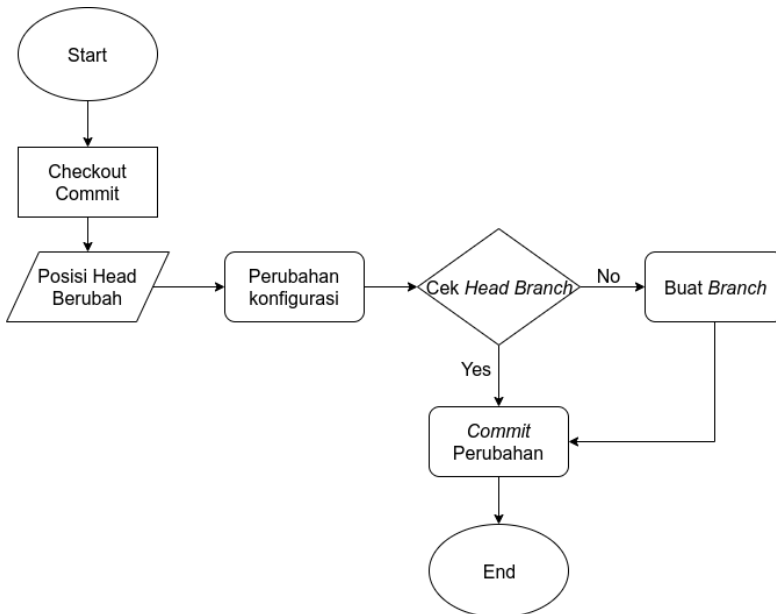 Start
Checkout
Commit
Posisi Head
Berubah
Perubahan
konfigurasi
Cek Head Branch
No
Buat Branch
Yes
Commit
Perubahan
End